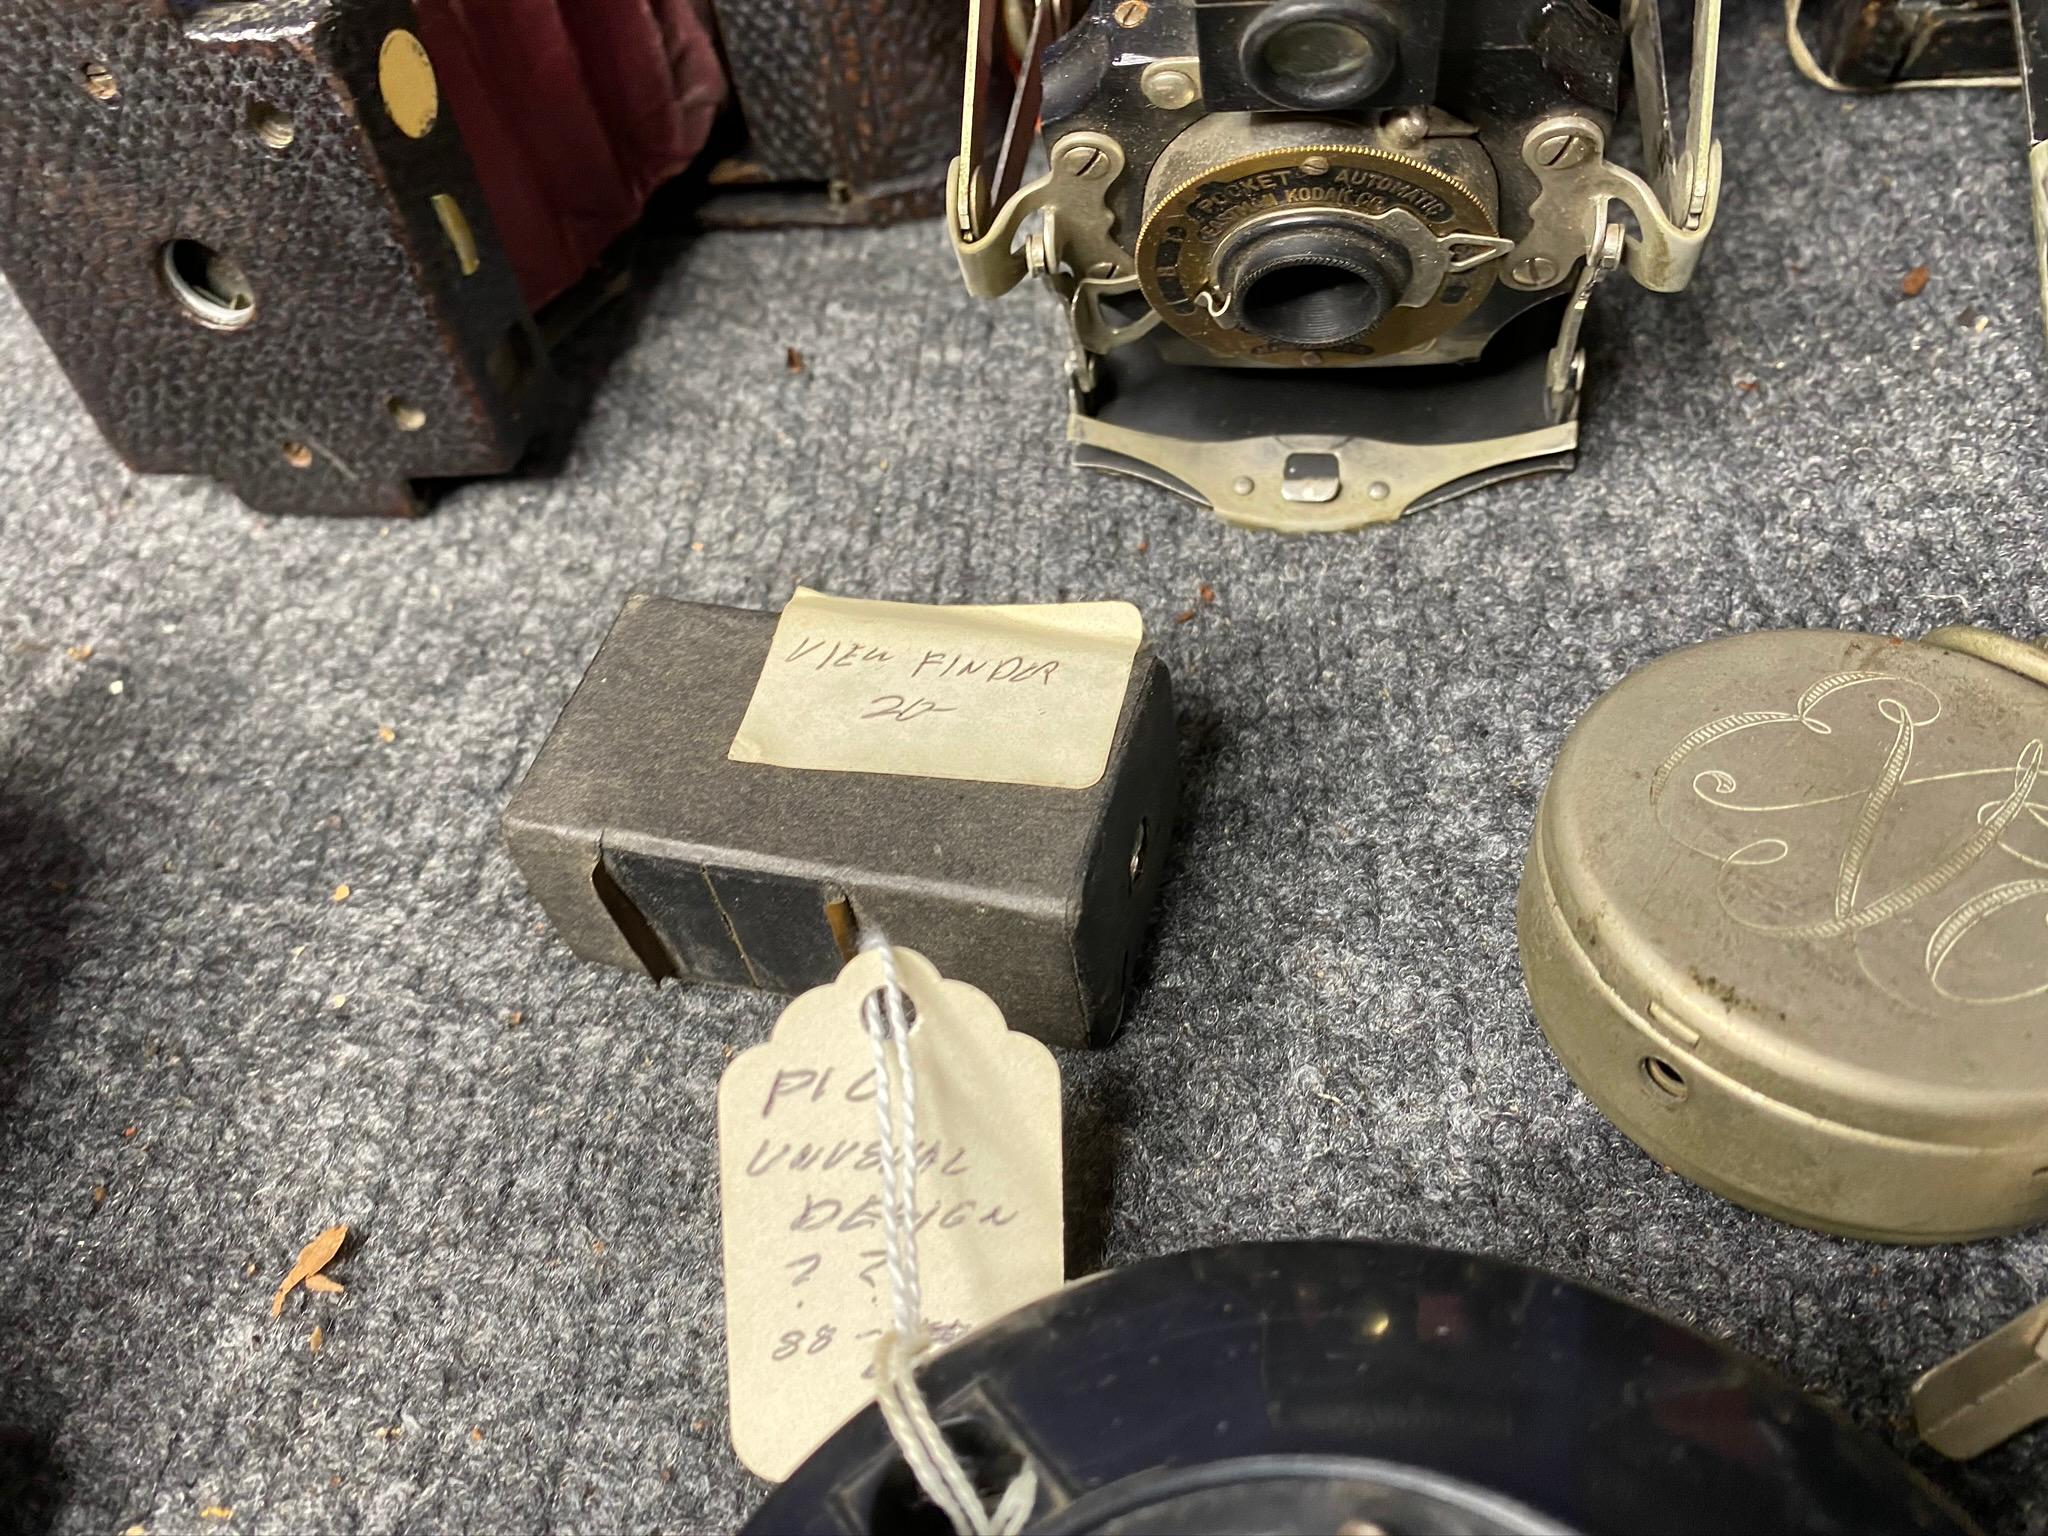 POCKET AUTOMATIC
EASTMAN KODAK CO.
VIEW FINDER
20-
PIC
UNUSUAL
DESIGN
? ?
88 -